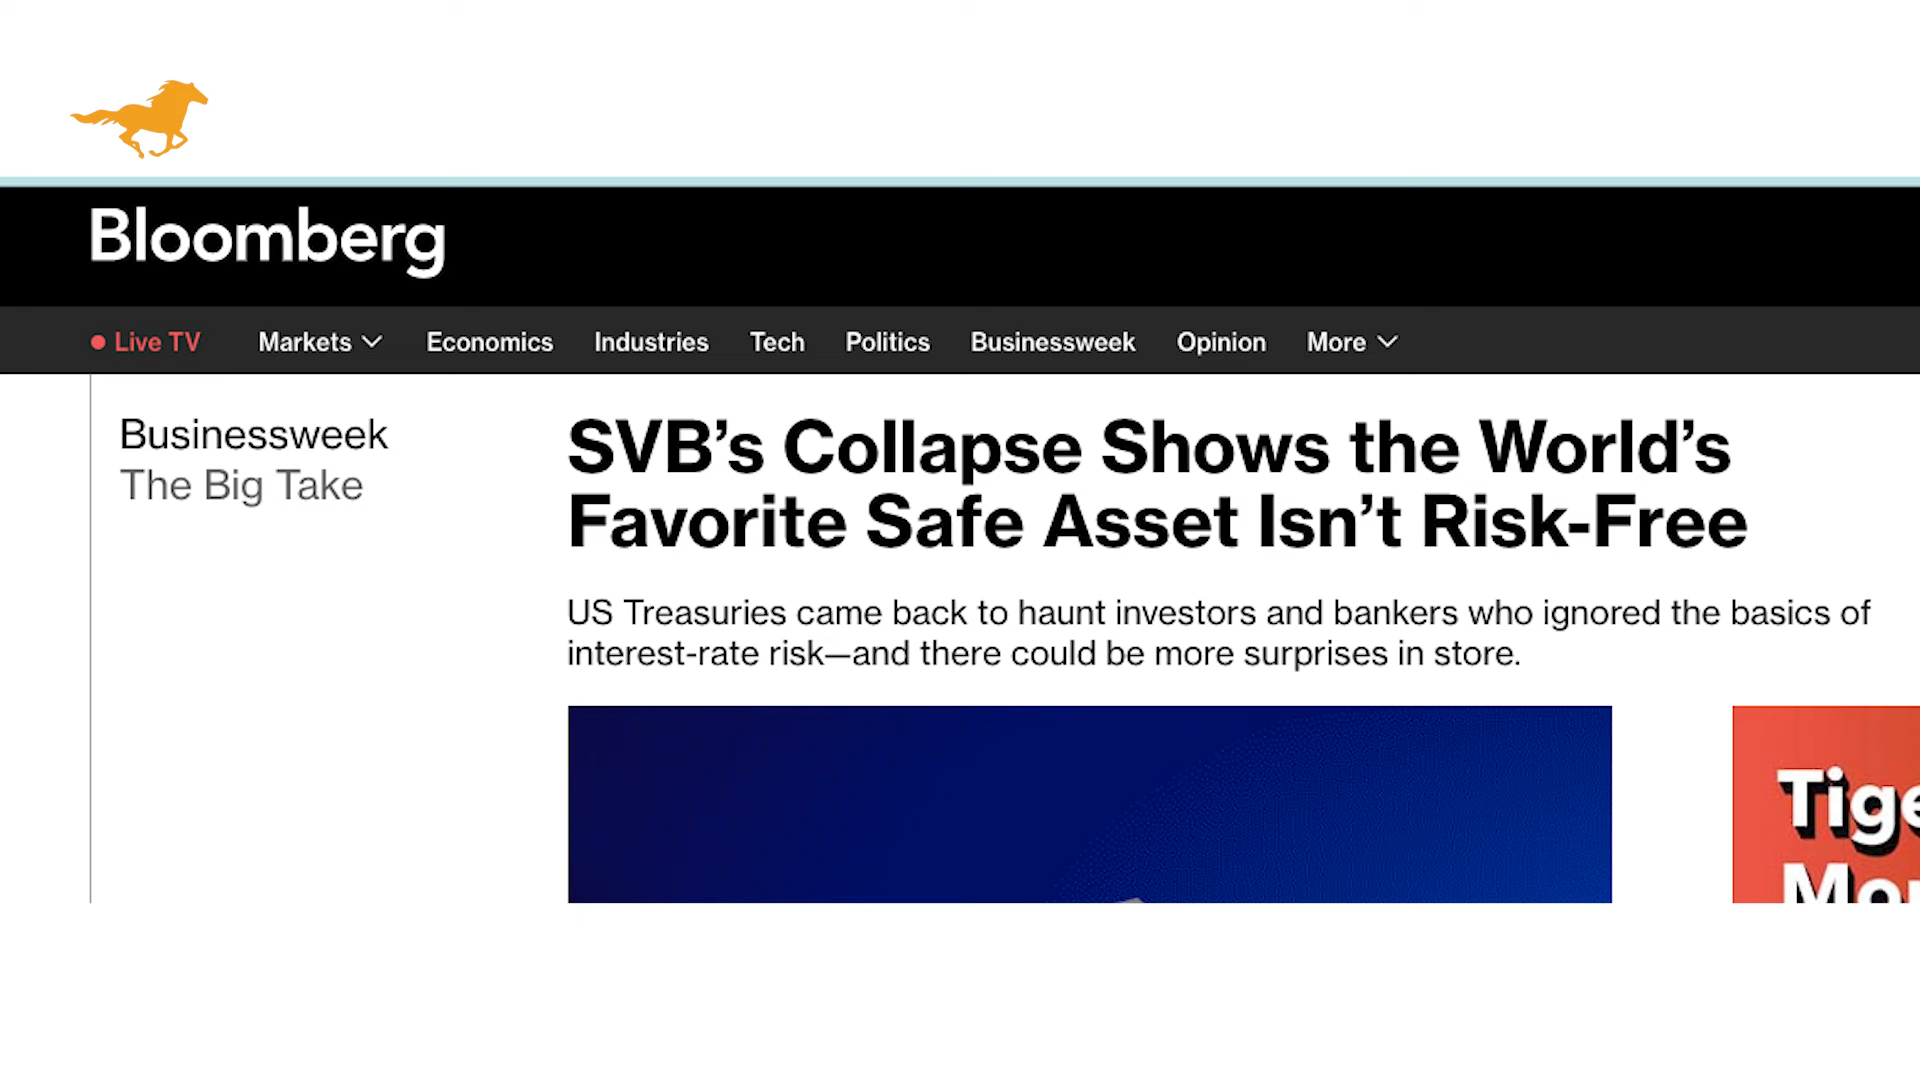 Bloomberg
Live TV Markets Economics Industries Tech Politics Businessweek Opinion More
Businessweek
The Big Take
SVB’s Collapse Shows the World’s
Favorite Safe Asset Isn’t Risk-Free
US Treasuries came back to haunt investors and bankers who ignored the basics of
interest-rate risk—and there could be more surprises in store.